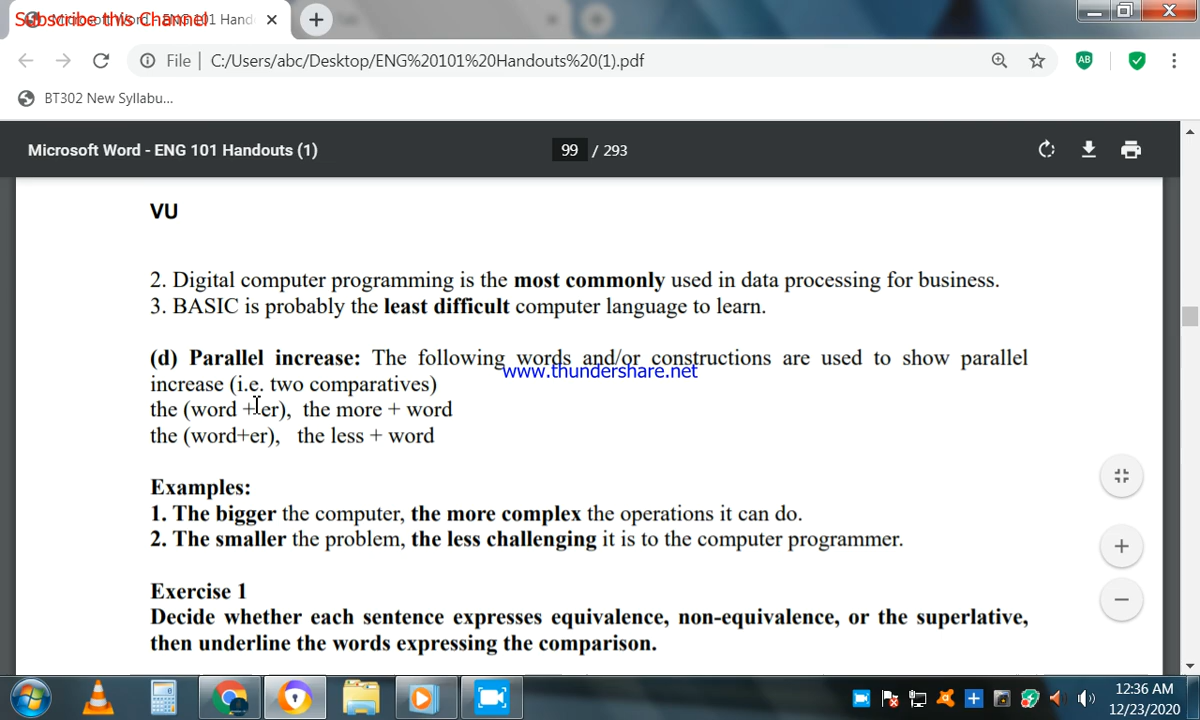 Subscribe this Channel!
Microsoft Word - ENG 101 Hand
File | C:/Users/abc/Desktop/ENG%20101%20Handouts%20(1).pdf
AB
BT302 New Syllabu...
Microsoft Word - ENG 101 Handouts (1)
99 / 293
VU
2. Digital computer programming is the most commonly used in data processing for business.
3. BASIC is probably the least difficult computer language to learn.
(d) Parallel increase: The following words and/or constructions are used to show parallel
www.thundershare.net
increase (i.e. two comparatives)
the (word +er), the more + word
the (word+er), the less + word
Examples:
1. The bigger the computer, the more complex the operations it can do.
2. The smaller the problem, the less challenging it is to the computer programmer.
Exercise 1
Decide whether each sentence expresses equivalence, non-equivalence, or the superlative,
then underline the words expressing the comparison.
12:36 AM
12/23/2020